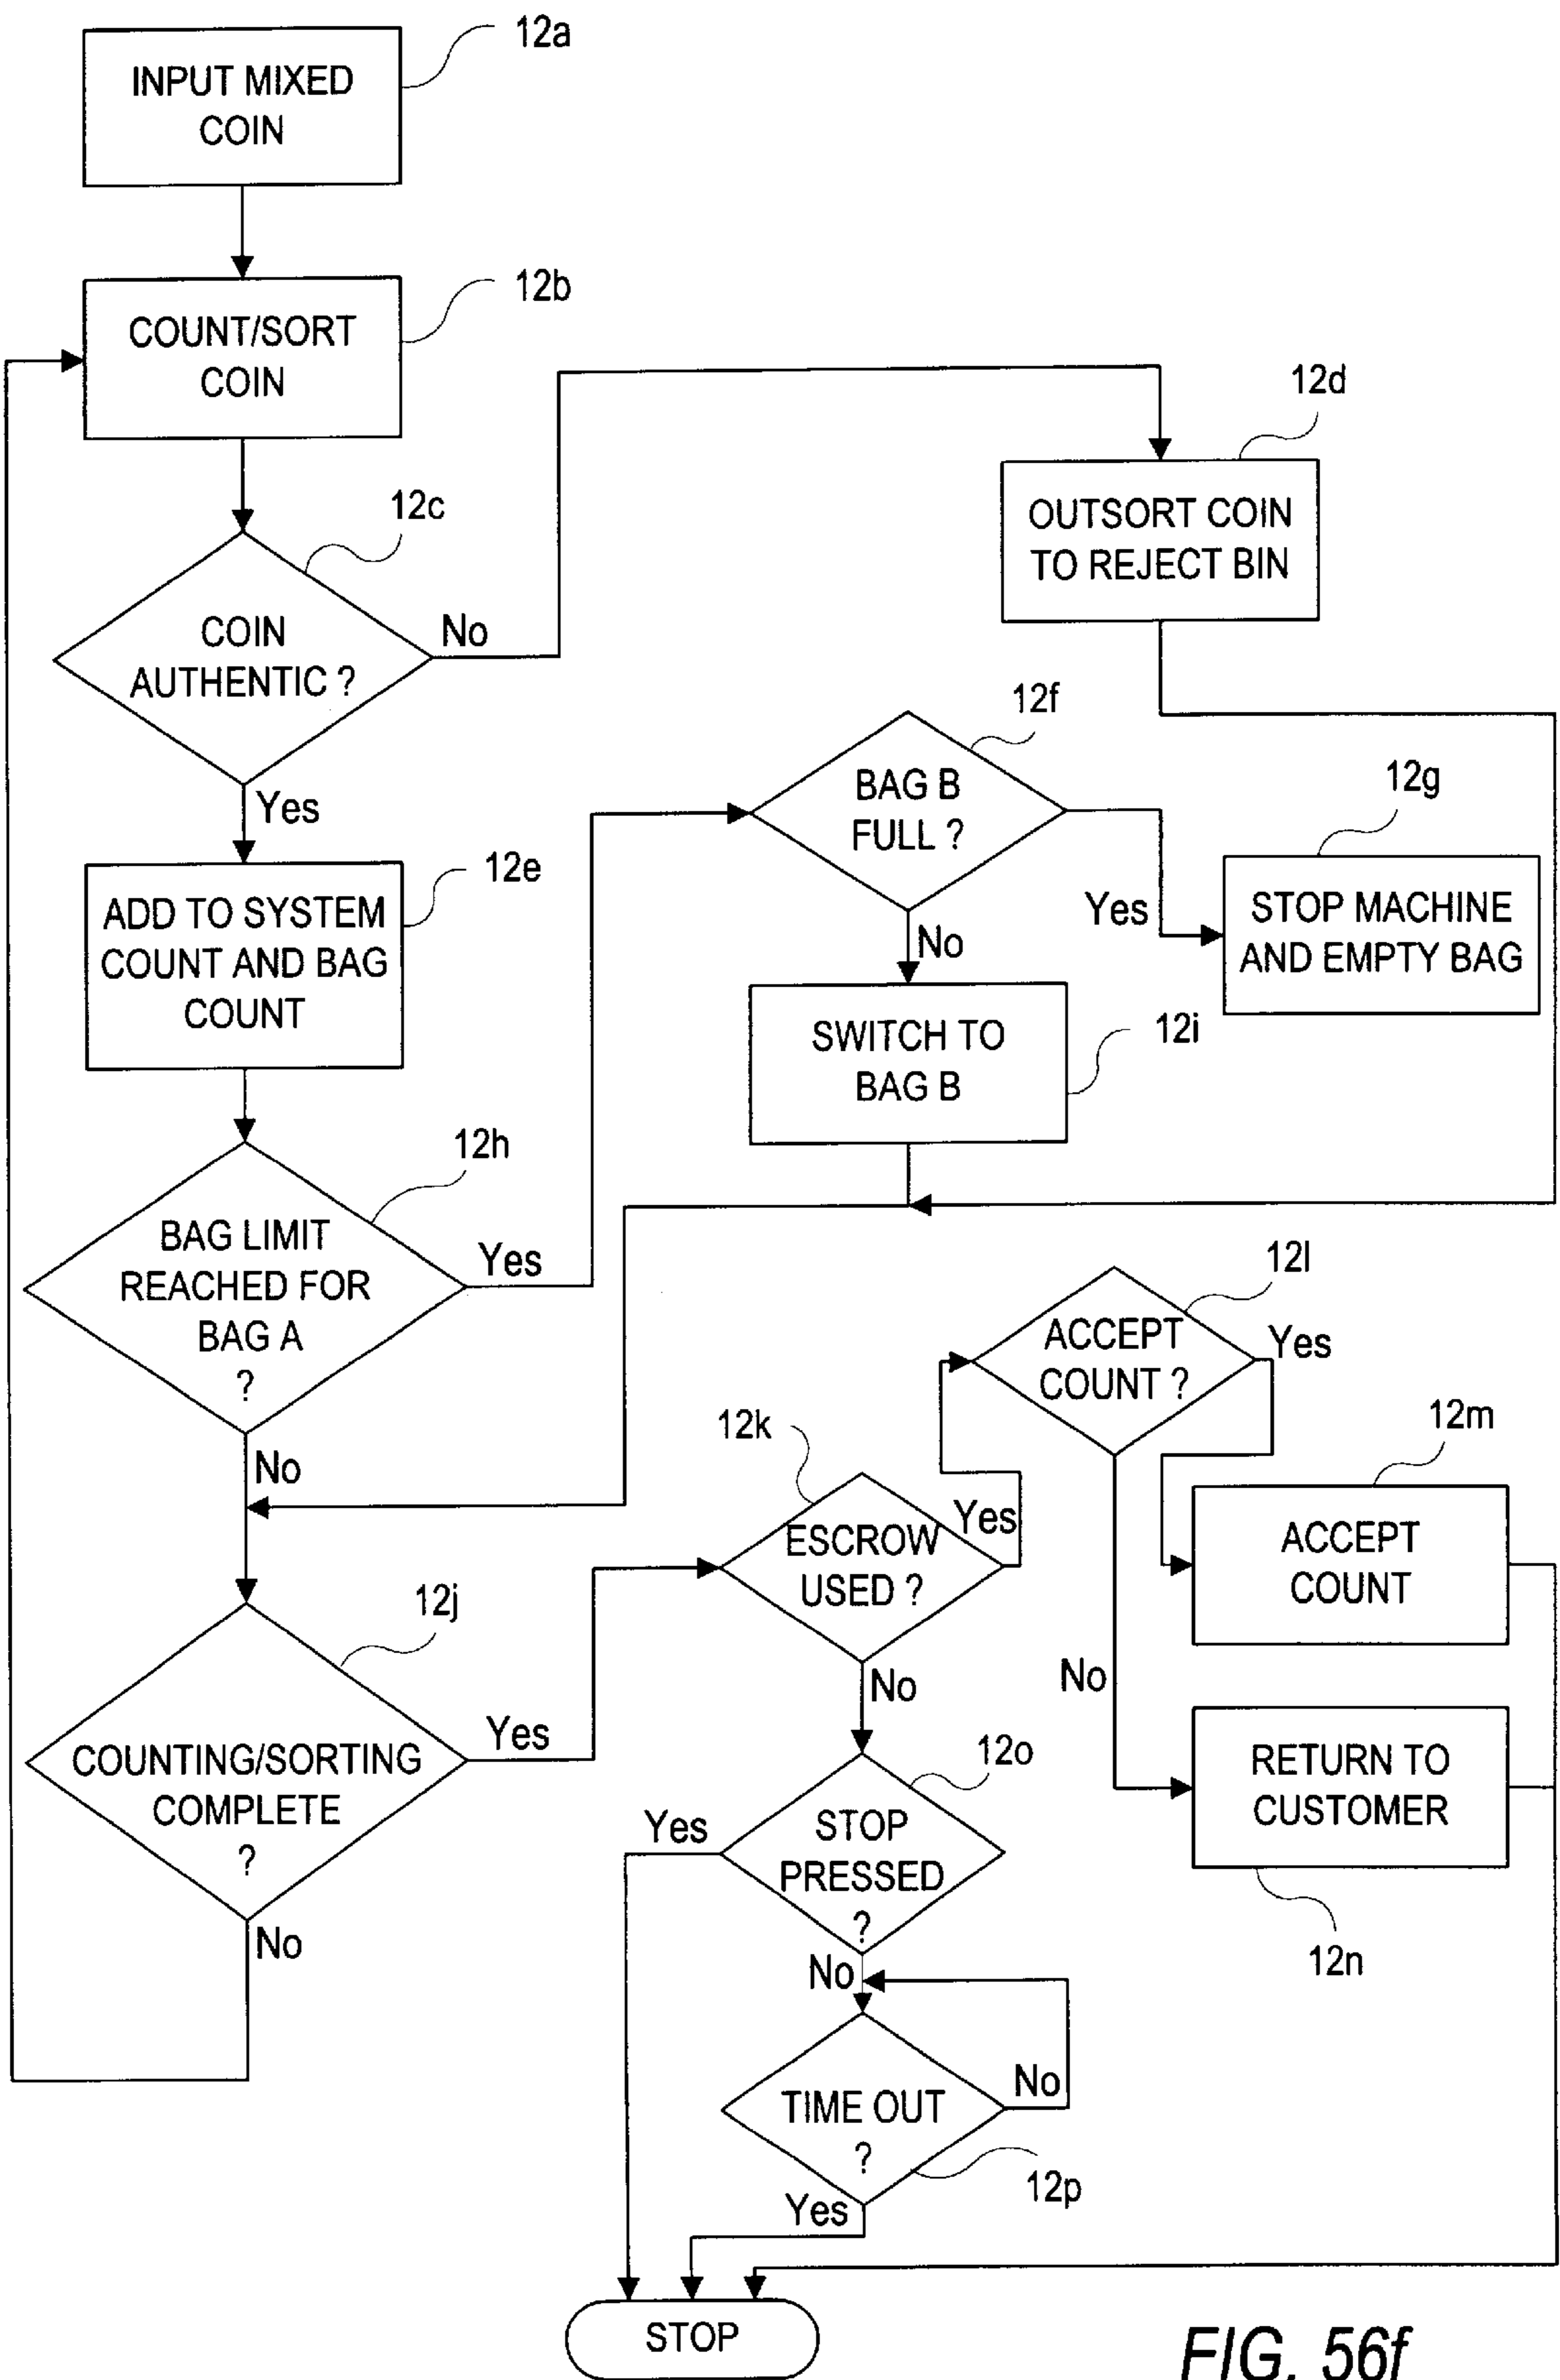 12a
INPUT MIXED
COIN
12b
COUNT/SORT
COIN
12d
OUTSORT COIN
TO REJECT BIN
12c
COIN
AUTHENTIC ?
No
Yes
12f
BAG B
FULL ?
Yes
No
12g
STOP MACHINE
AND EMPTY BAG
12e
ADD TO SYSTEM
COUNT AND BAG
COUNT
SWITCH TO
BAG B
12i
12h
BAG LIMIT
REACHED FOR
BAG A
?
Yes
No
12l
ACCEPT
COUNT ?
Yes
No
12k
ESCROW
USED ?
Yes
No
12m
ACCEPT
COUNT
12j
COUNTING/SORTING
COMPLETE
?
Yes
No
12o
STOP
PRESSED
?
Yes
No
RETURN TO
CUSTOMER
12n
TIME OUT
?
No
Yes
12p
STOP
FIG. 56f